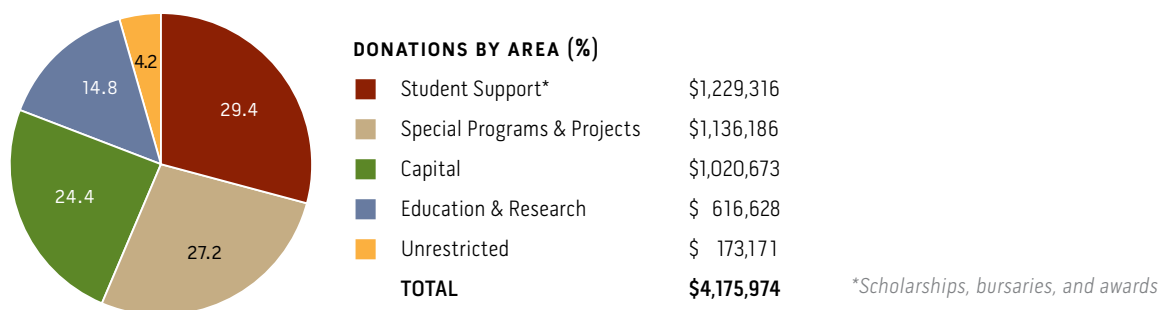 DONATIONS BY AREA (%)
Student Support* $1,229,316
Special Programs & Projects $1,136,186
Capital $1,020,673
Education & Research $ 616,628
Unrestricted $ 173,171
TOTAL $4,175,974
*Scholarships, bursaries, and awards
4.2
14.8
29.4
24.4
27.2